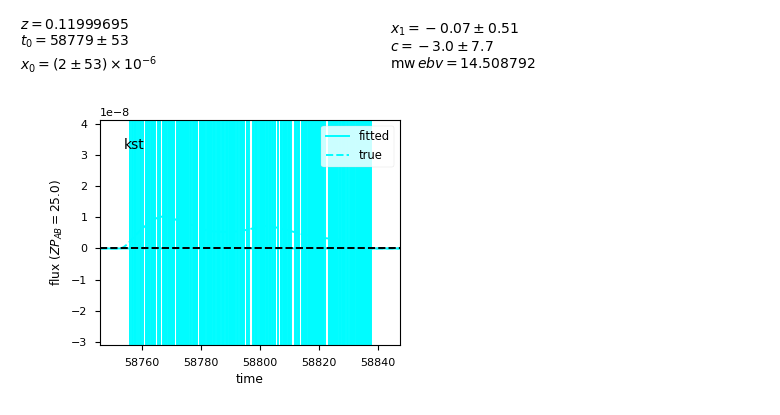 z = 0.11999695
t₀ = 58779 ± 53
x₀ = (2 ± 53) × 10⁻⁶
x₁ = −0.07 ± 0.51
c = −3.0 ± 7.7
mwebv = 14.508792
1e−8
kst
fitted
true
4
3
2
1
0
−1
−2
−3
flux (ZP_AB = 25.0)
58760 58780 58800 58820 58840
time